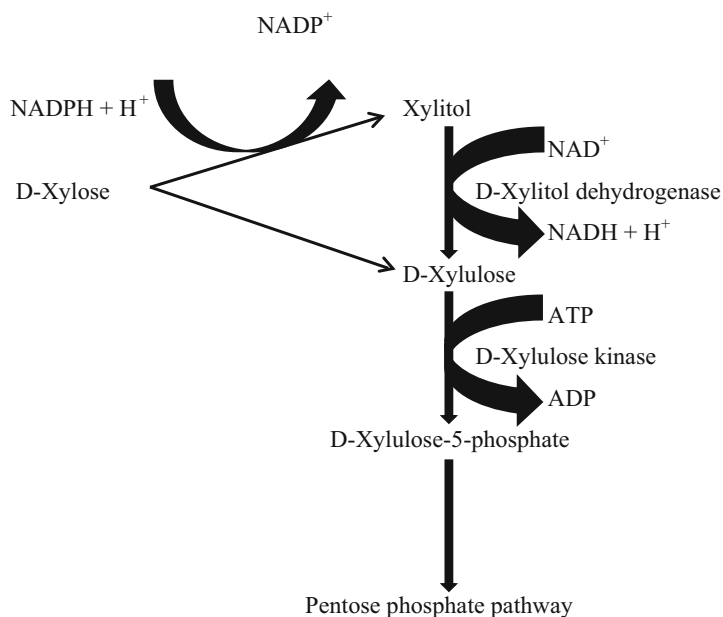 NADP⁺
NADPH + H⁺
Xylitol
NAD⁺
D-Xylose
D-Xylitol dehydrogenase
NADH + H⁺
D-Xylulose
ATP
D-Xylulose kinase
ADP
D-Xylulose-5-phosphate
Pentose phosphate pathway